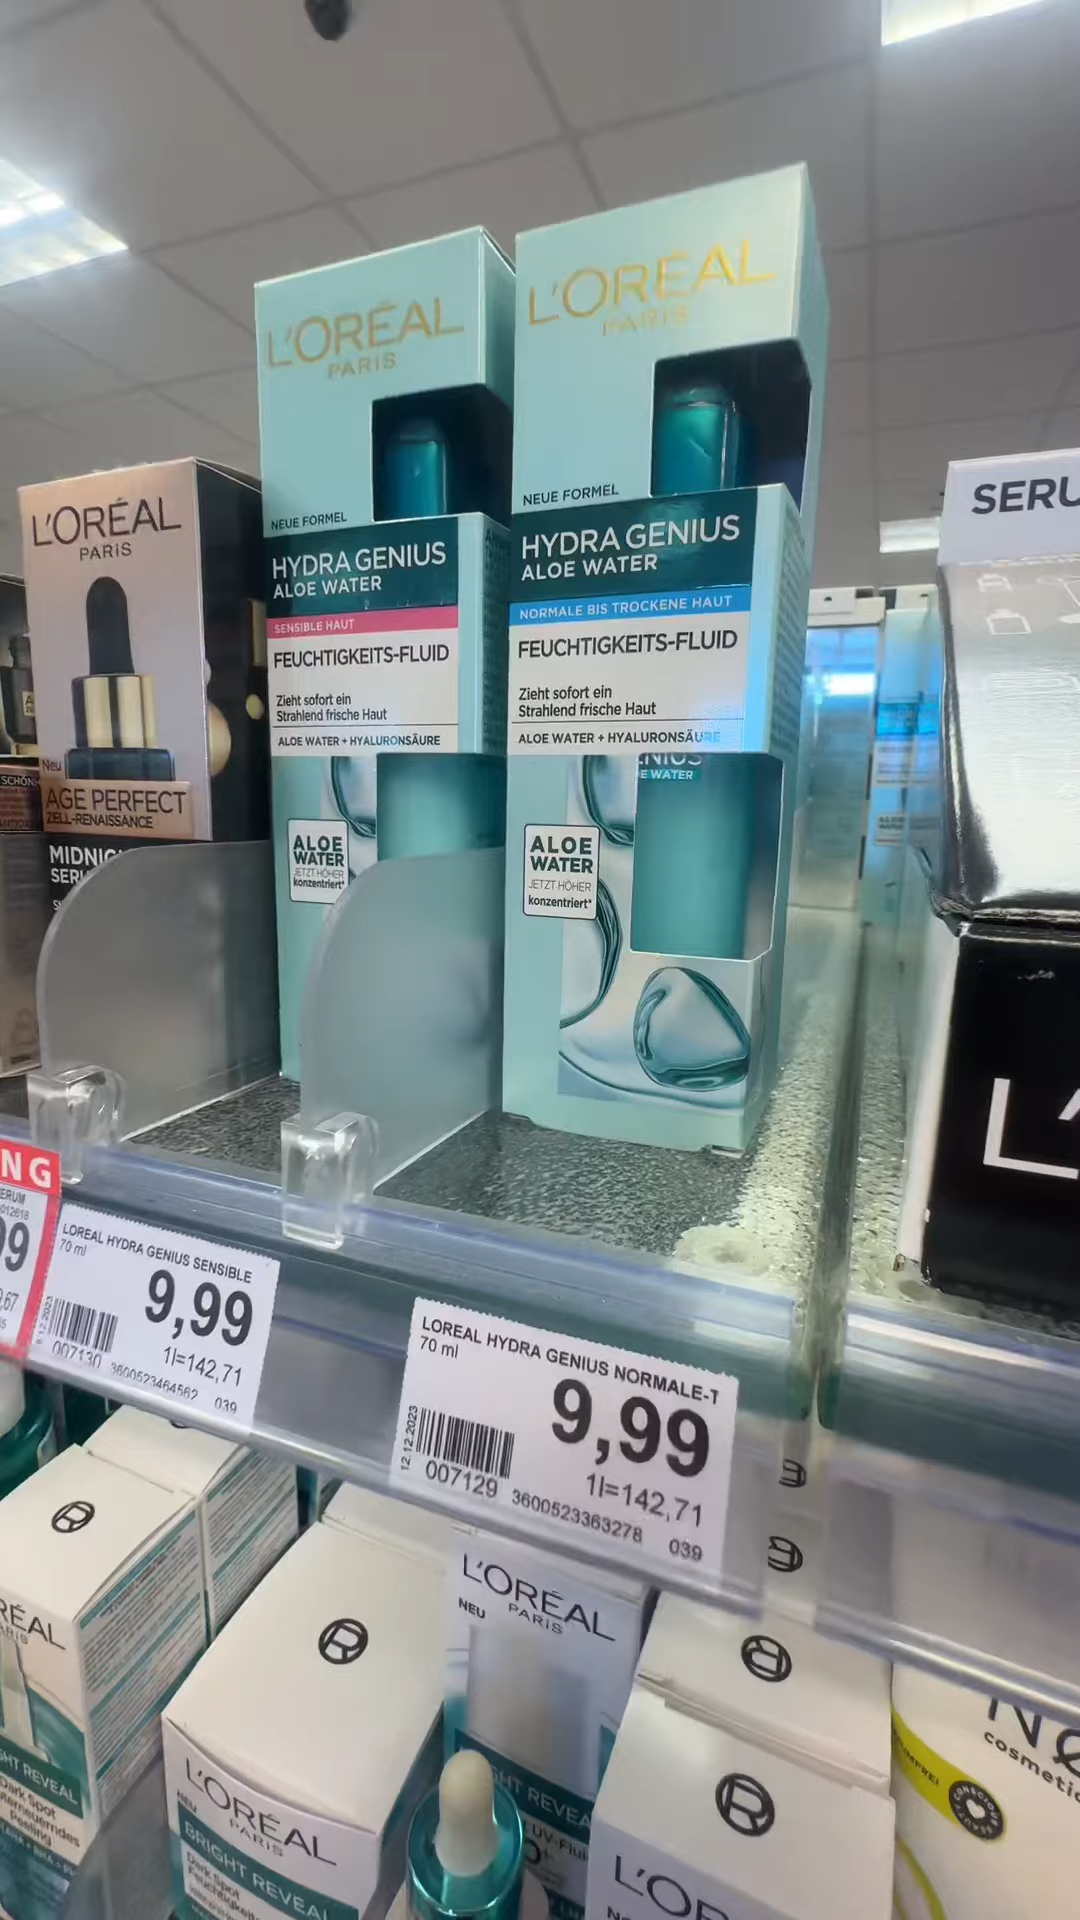 L'ORÉAL
PARIS
NEUE FORMEL
HYDRA GENIUS
ALOE WATER
SENSIBLE HAUT
FEUCHTIGKEITS-FLUID
Zieht sofort ein
Strahlend frische Haut
ALOE WATER + HYALURONSÄURE
ALOE
WATER
JETZT HÖHER
konzentriert*
L'ORÉAL
PARIS
NEUE FORMEL
HYDRA GENIUS
ALOE WATER
NORMALE BIS TROCKENE HAUT
FEUCHTIGKEITS-FLUID
Zieht sofort ein
Strahlend frische Haut
ALOE WATER + HYALURONSÄURE
ALOE
WATER
JETZT HÖHER
konzentriert*
L'ORÉAL
PARIS
Neu
AGE PERFECT
ZELL-RENAISSANCE
LOREAL HYDRA GENIUS SENSIBLE
70 ml
9,99
1l=142,71
007130 3600523464562 039
LOREAL HYDRA GENIUS NORMALE-T
70 ml
9,99
12.12.2023
1l=142,71
007129 3600523363278 039
L'ORÉAL
PARIS
NEU
L'ORÉAL
PARIS
NEU
BRIGHT REVEAL
Dark Spot
cosmetic